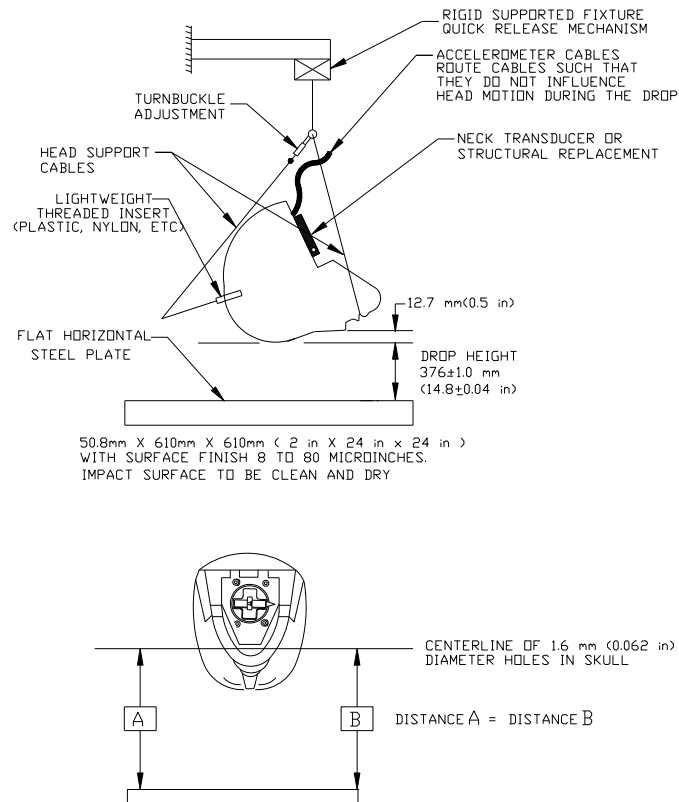 RIGID SUPPORTED FIXTURE
QUICK RELEASE MECHANISM
ACCELEROMETER CABLES
ROUTE CABLES SUCH THAT
THEY DO NOT INFLUENCE
HEAD MOTION DURING THE DROP
TURNBUCKLE
ADJUSTMENT
NECK TRANSDUCER OR
STRUCTURAL REPLACEMENT
HEAD SUPPORT
CABLES
LIGHTWEIGHT
THREADED INSERT
(PLASTIC, NYLON, ETC)
12.7 mm(0.5 in)
FLAT HORIZONTAL
STEEL PLATE
DROP HEIGHT
376±1.0 mm
(14.8±0.04 in)
50.8mm X 610mm X 610mm ( 2 in X 24 in x 24 in )
WITH SURFACE FINISH 8 TO 80 MICROINCHES.
IMPACT SURFACE TO BE CLEAN AND DRY
CENTERLINE OF 1.6 mm (0.062 in)
DIAMETER HOLES IN SKULL
A
B
DISTANCE A = DISTANCE B